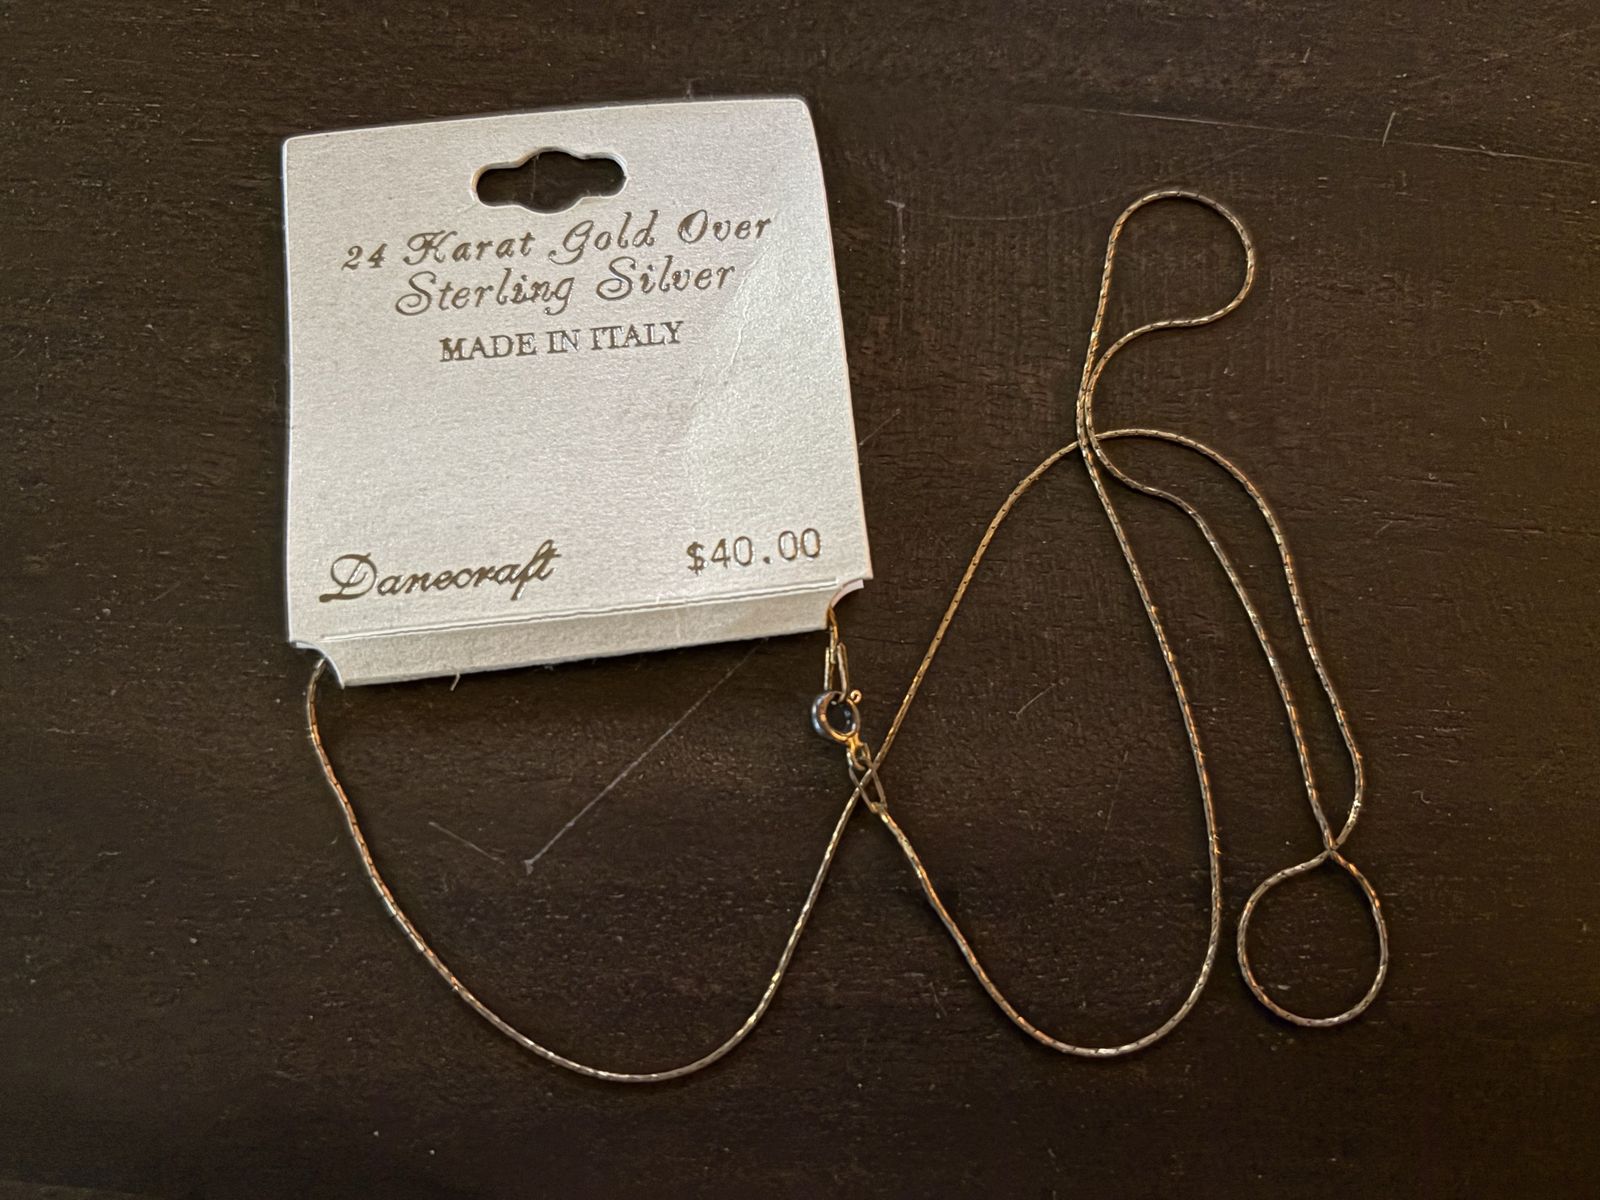 24 Karat Gold Over
Sterling Silver
MADE IN ITALY
Danecraft $40.00